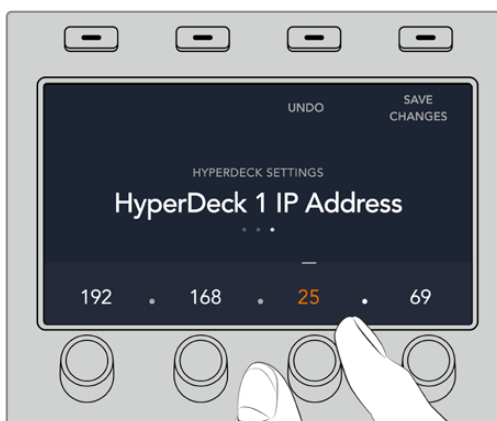 UNDO
SAVE
CHANGES
HYPERDECK SETTINGS
HyperDeck 1 IP Address
192 . 168 . 25 . 69